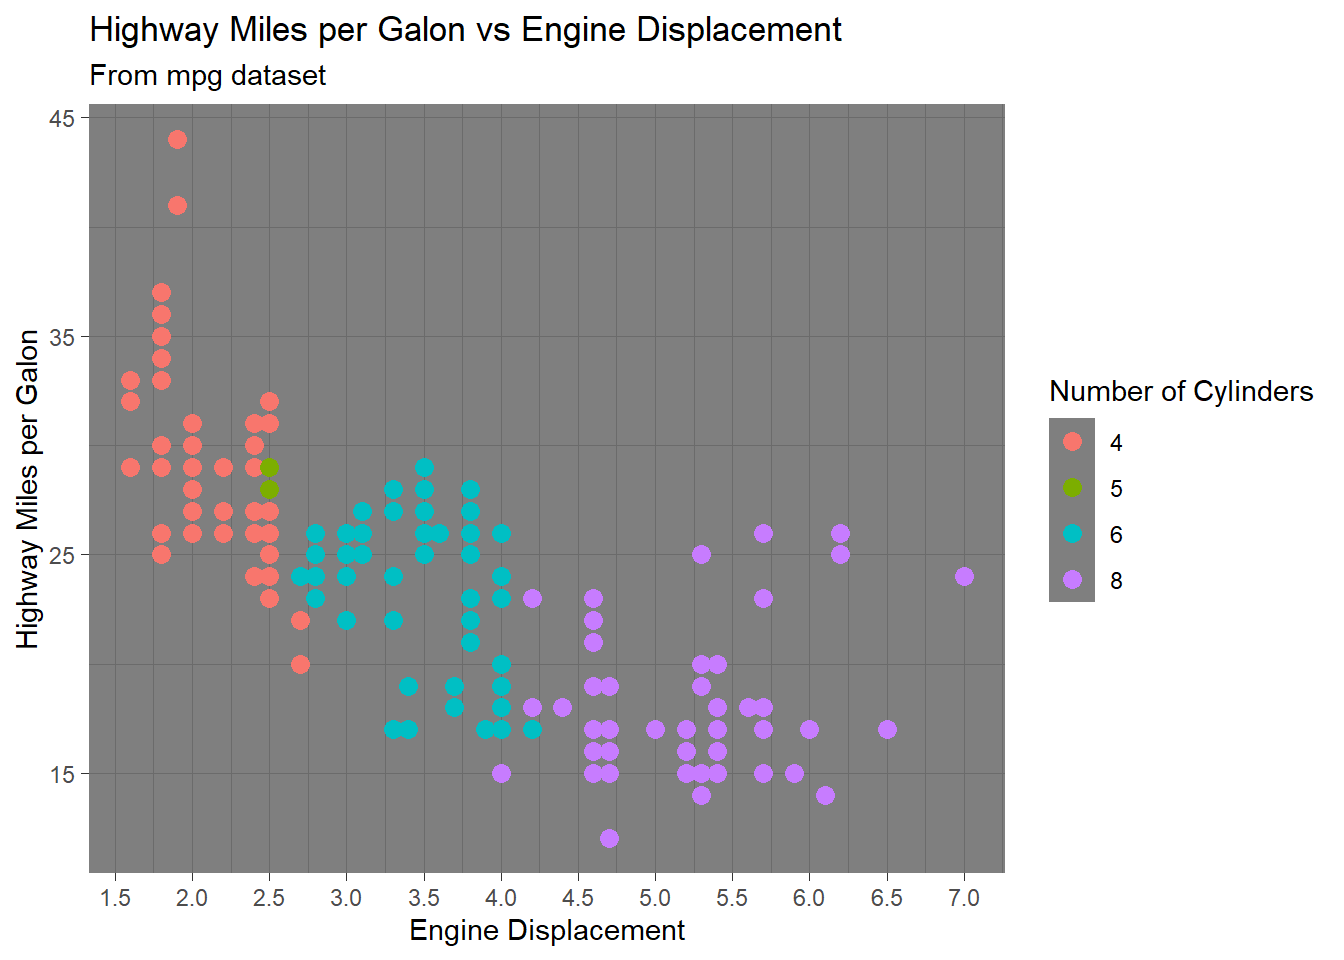 Highway Miles per Galon vs Engine Displacement
From mpg dataset
Highway Miles per Galon
45
35
25
15
1.5 2.0 2.5 3.0 3.5 4.0 4.5 5.0 5.5 6.0 6.5 7.0
Engine Displacement
Number of Cylinders
4
5
6
8